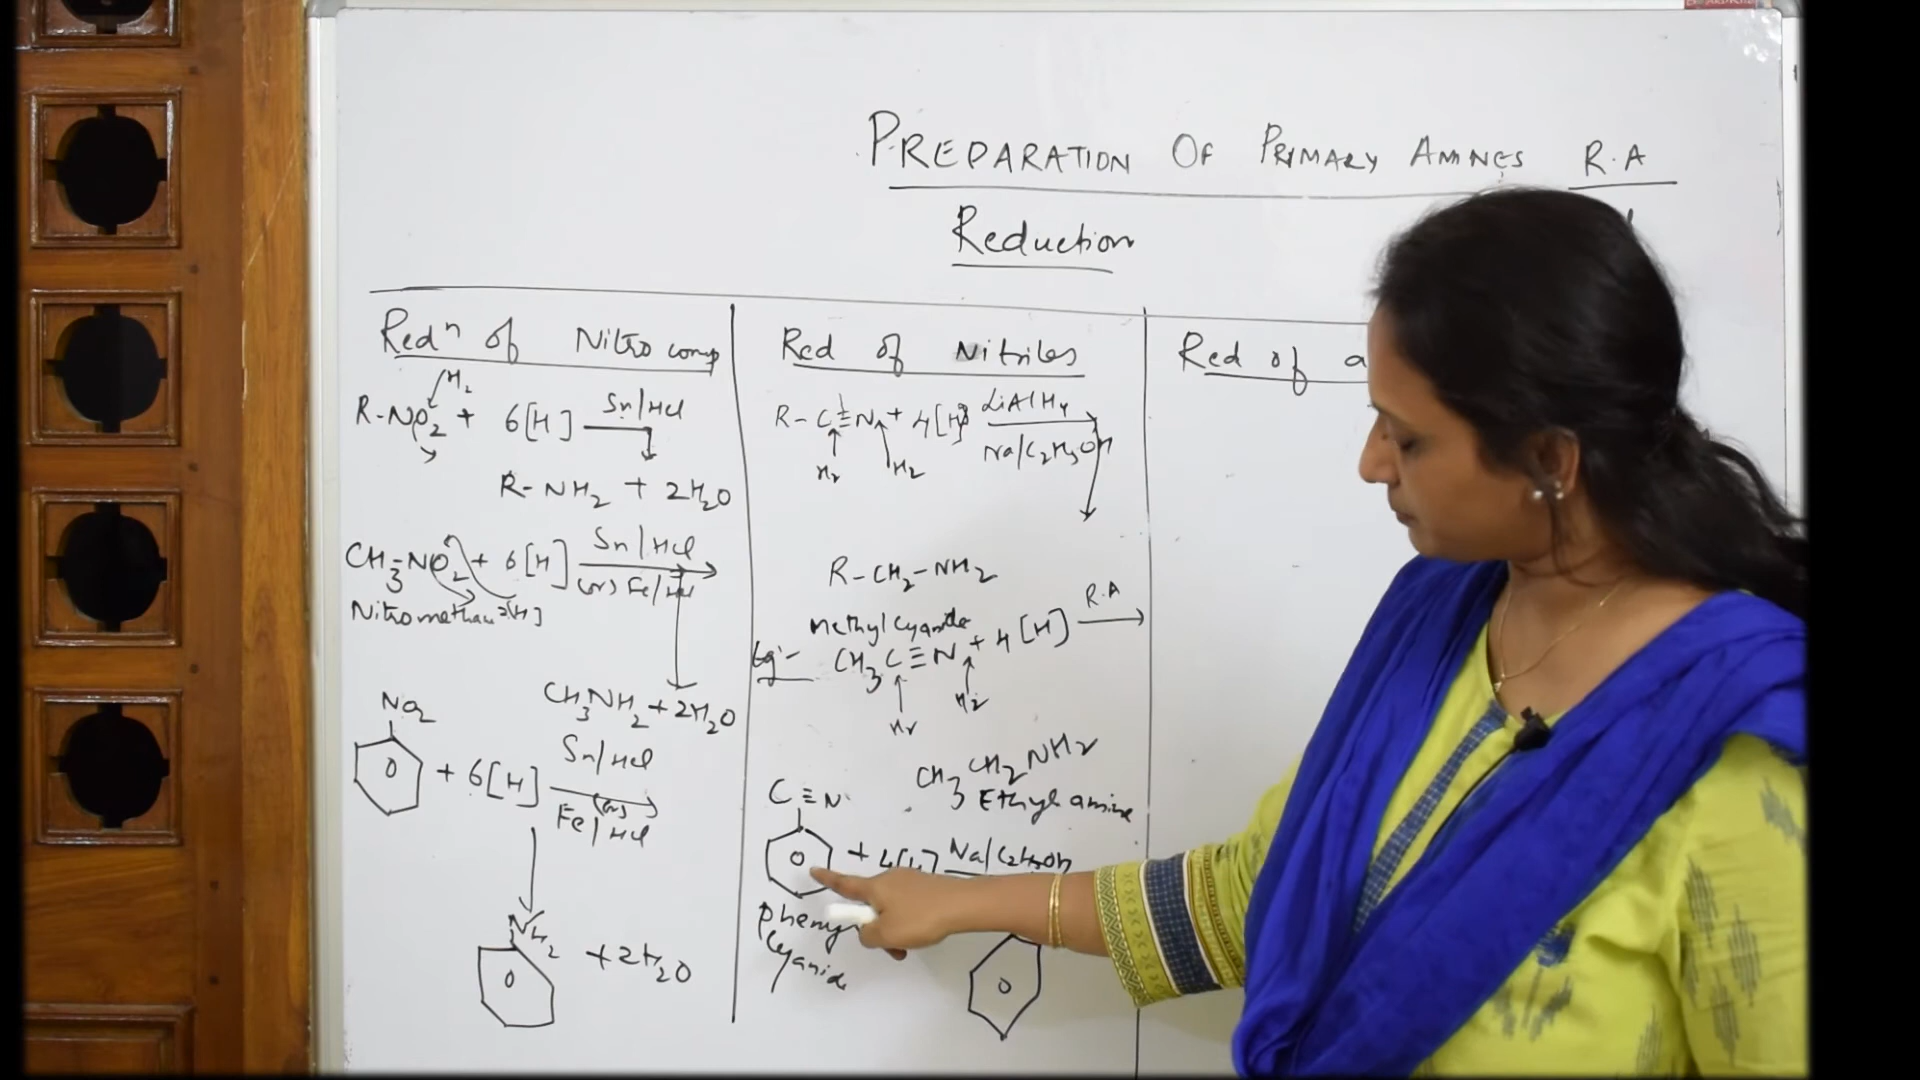 PREPARATION OF PRIMARY AMINES R.A
Reduction
Redn of Nitro comp
H2
R-NO2 + 6[H] Sn/HCl
R-NH2 + 2H2O
CH3-NO2 + 6[H] Sn/HCl
(or) Fe/HCl
Nitromethane 2[H]
CH3NH2 + 2H2O
NO2
+ 6[H] Sn/HCl
(or)
Fe/HCl
NH2
+ 2H2O
Red of Nitriles
R-C≡N + 4[H] LiAlH4
Na/C2H5OH
H2 H2
R-CH2-NH2
Methyl cyanide
Eg:- CH3C≡N + 4[H] R.A
H2 H2
CH3CH2NH2
Ethyl amine
C≡N
+ 4[H] Na/C2H5OH
Cyanide
Red of a